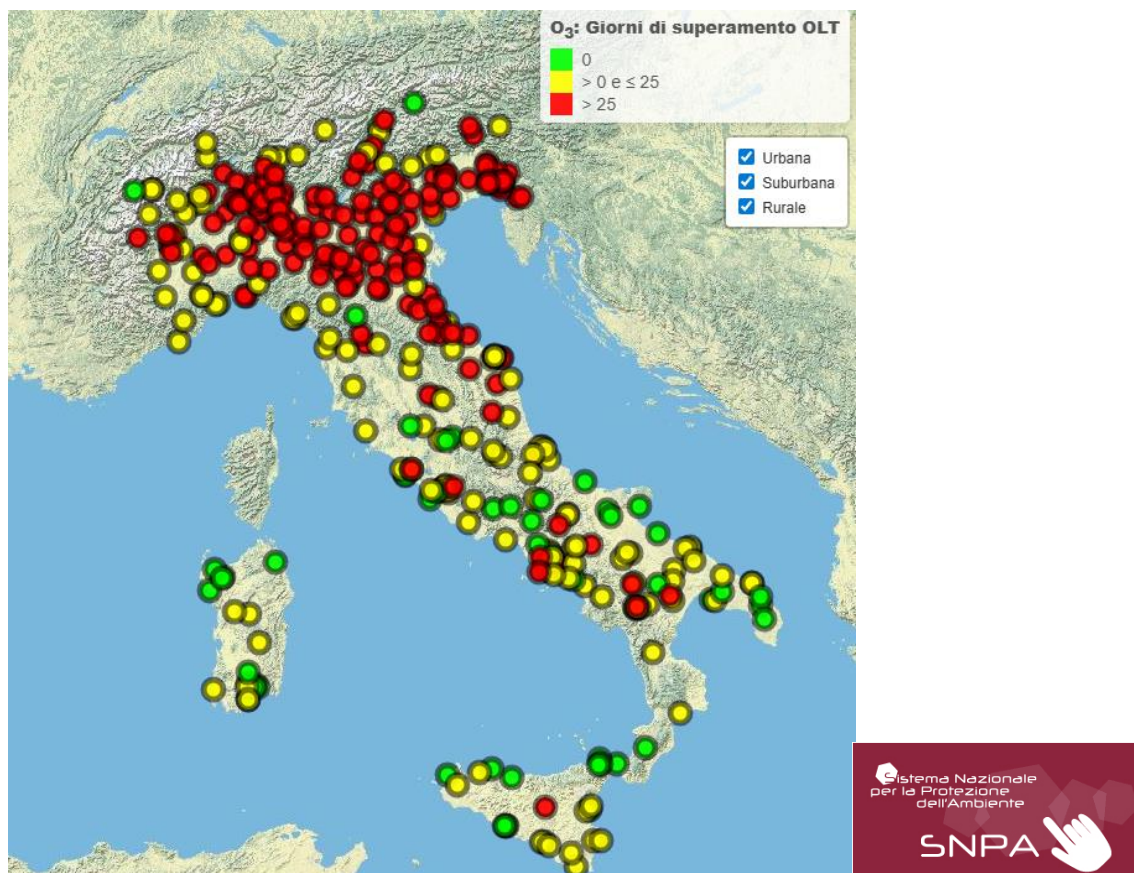 O₃: Giorni di superamento OLT
0
> 0 e ≤ 25
> 25
Urbana
Suburbana
Rurale
Sistema Nazionale
per la Protezione
dell'Ambiente
SNPA